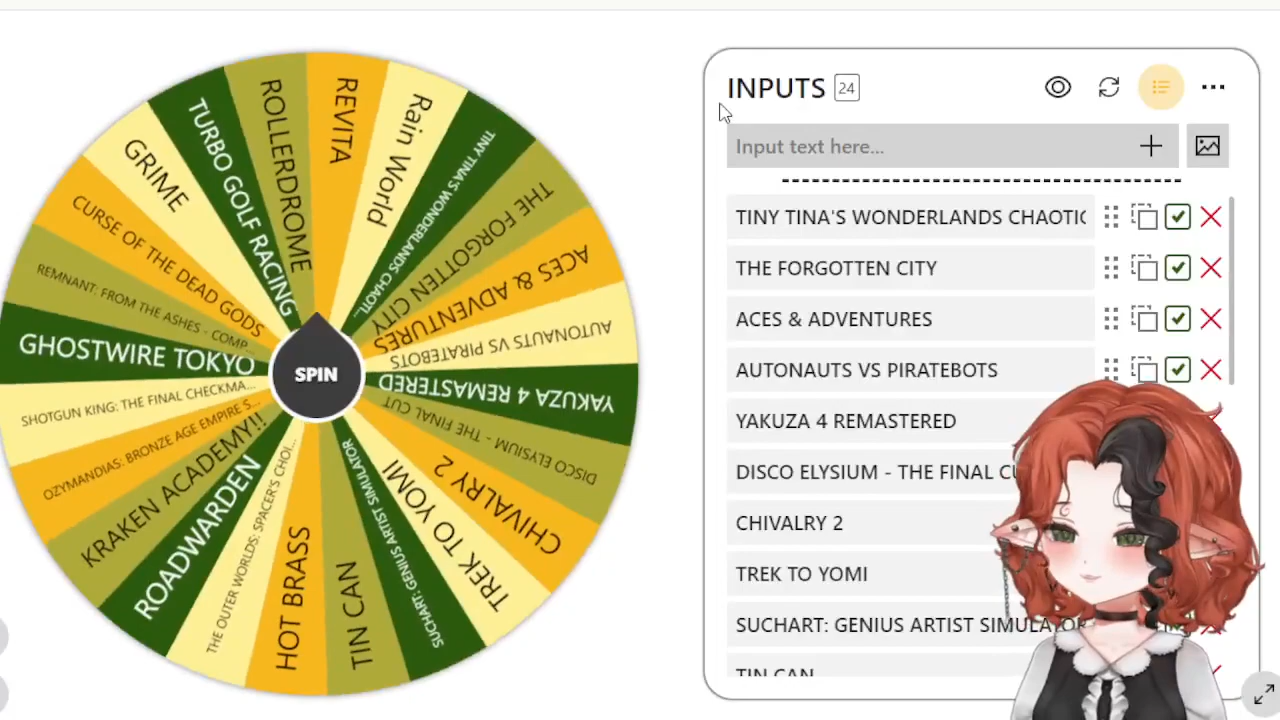 REVITA
Rain World
TINY TINA'S WONDERLANDS CHAOTI...
THE FORGOTTEN CITY
ACES & ADVENTURES
AUTONAUTS VS PIRATEBOTS
YAKUZA 4 REMASTERED
DISCO ELYSIUM - THE FINAL CUT
CHIVALRY 2
TREK TO YOMI
SUCHART: GENIUS ARTIST SIMULATOR
TIN CAN
HOT BRASS
THE OUTER WORLDS: SPACER'S CHOI...
ROADWARDEN
KRAKEN ACADEMY!!
OZYMANDIAS: BRONZE AGE EMPIRE S...
SHOTGUN KING: THE FINAL CHECKMA...
GHOSTWIRE TOKYO
REMNANT: FROM THE ASHES - COMP...
CURSE OF THE DEAD GODS
GRIME
TURBO GOLF RACING
ROLLERDROME
SPIN
INPUTS 24
Input text here...
TINY TINA'S WONDERLANDS CHAOTIC
THE FORGOTTEN CITY
ACES & ADVENTURES
AUTONAUTS VS PIRATEBOTS
YAKUZA 4 REMASTERED
DISCO ELYSIUM - THE FINAL CU
CHIVALRY 2
TREK TO YOMI
SUCHART: GENIUS ARTIST SIMULATOR
TIN CAN